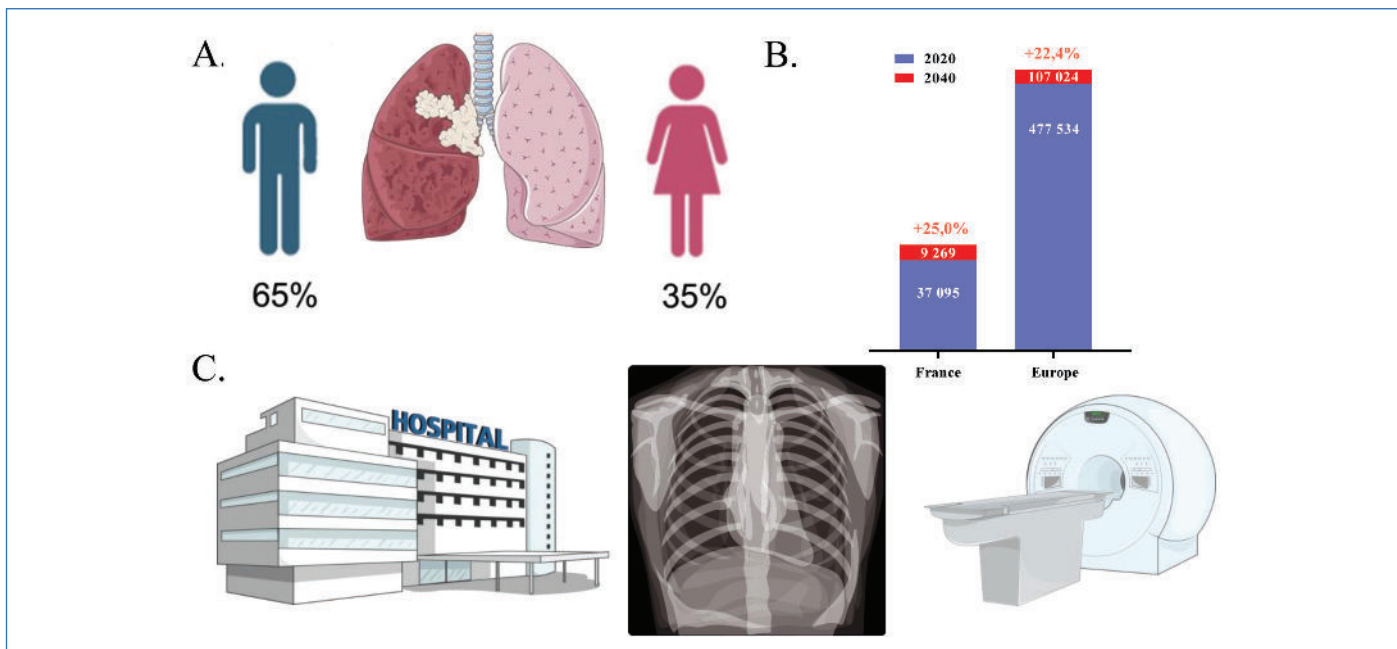 A.
65%
35%
B.
2020
2040
+25,0%
9 269
37 095
+22,4%
107 024
477 534
France
Europe
C.
HOSPITAL